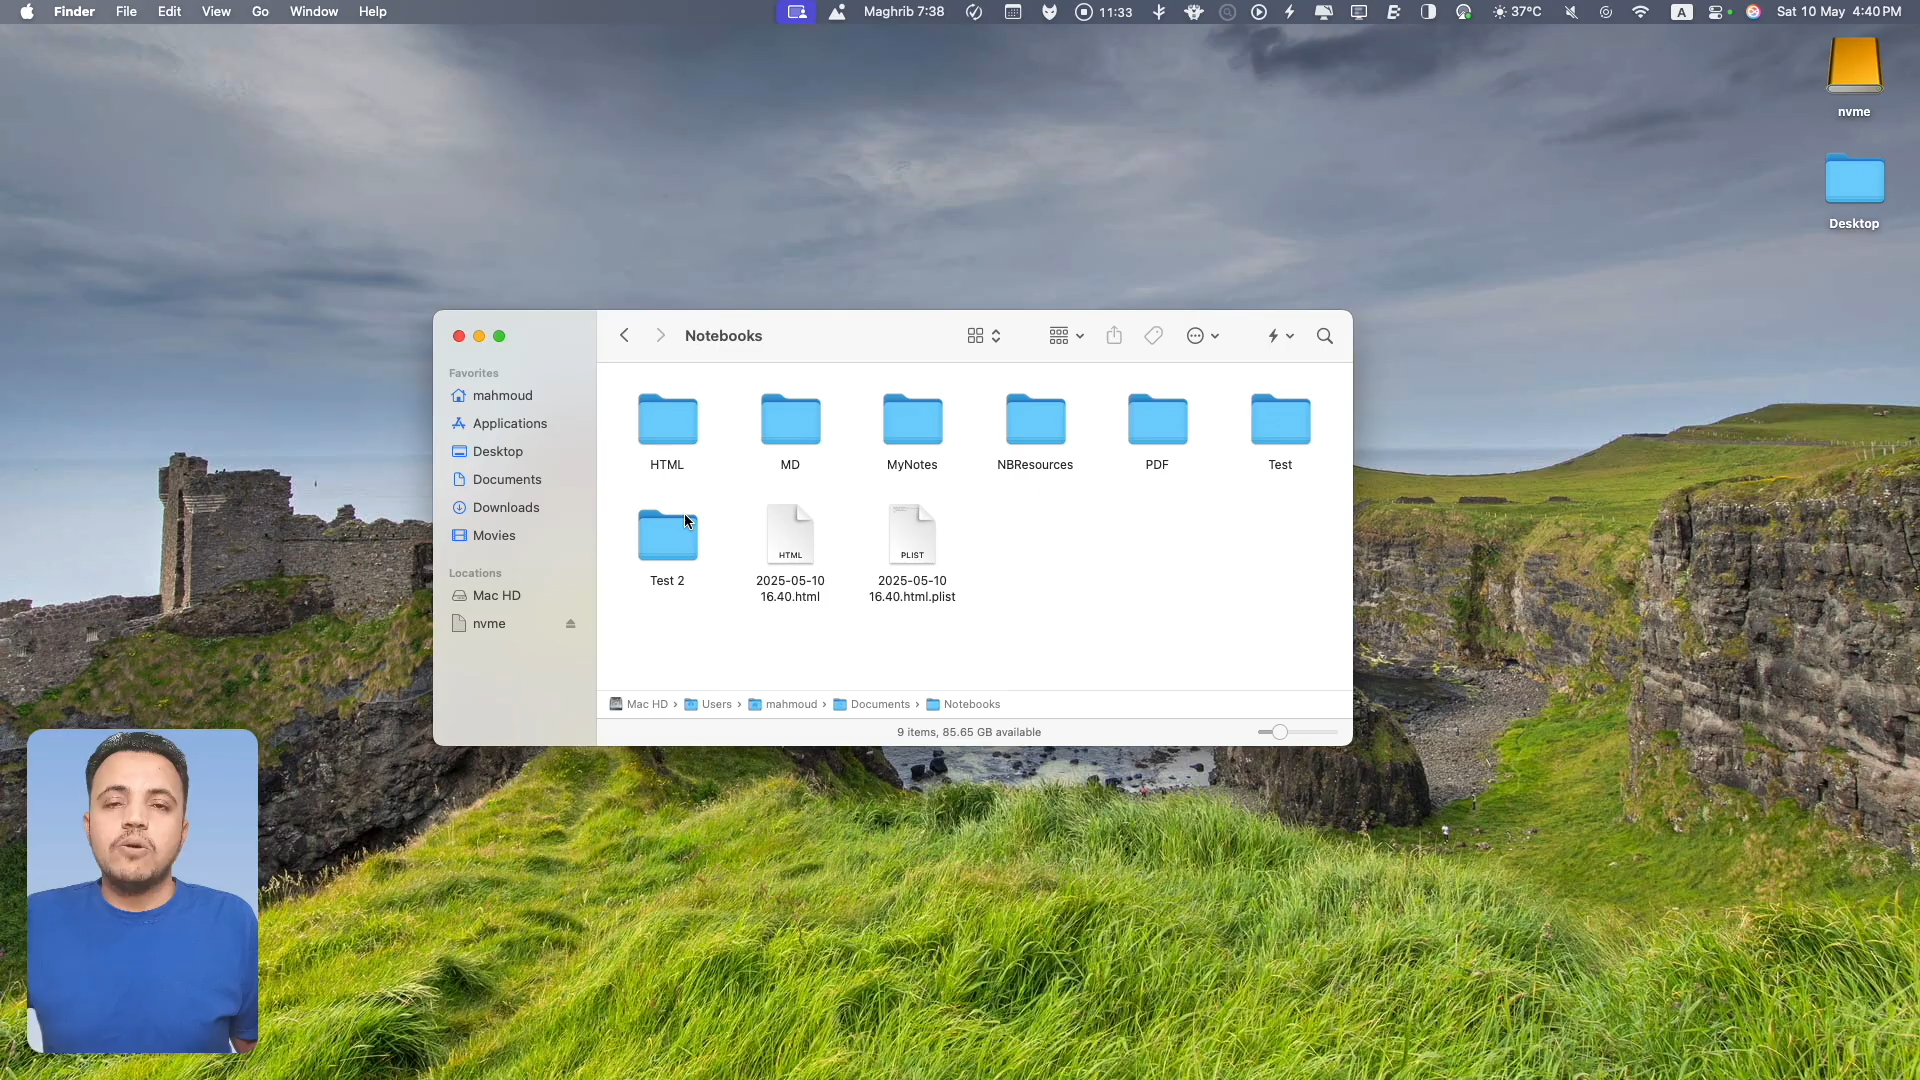 Finder File Edit View Go Window Help
Maghrib 7:38 11:33 37°C A Sat 10 May 4:40 PM
nvme
Desktop
Notebooks
Favorites
mahmoud
Applications
Desktop
Documents
Downloads
Movies
Locations
Mac HD
nvme
HTML MD MyNotes NBResources PDF Test
HTML PLIST
Test 2
2025-05-10
16.40.html
2025-05-10
16.40.html.plist
Mac HD › Users › mahmoud › Documents › Notebooks
9 items, 85.65 GB available